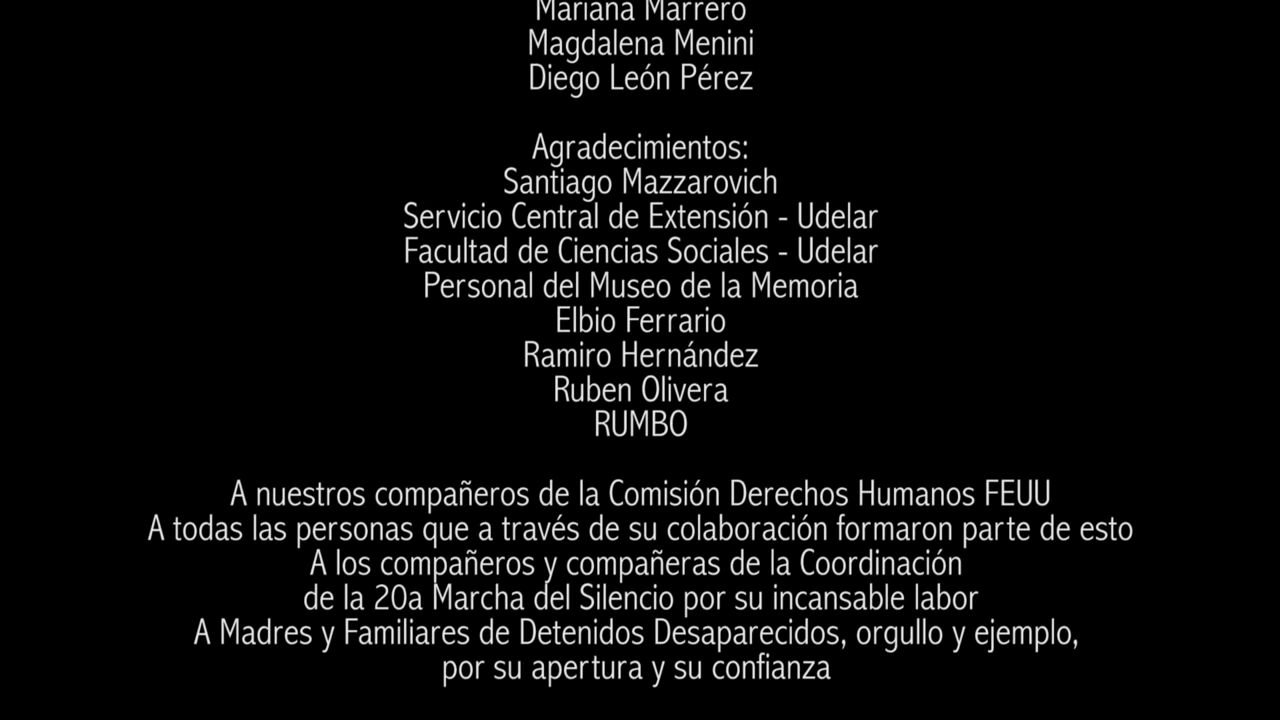 Mariana Marrero
Magdalena Menini
Diego León Pérez
Agradecimientos:
Santiago Mazzarovich
Servicio Central de Extensión - Udelar
Facultad de Ciencias Sociales - Udelar
Personal del Museo de la Memoria
Elbio Ferrario
Ramiro Hernández
Ruben Olivera
RUMBO
A nuestros compañeros de la Comisión Derechos Humanos FEUU
A todas las personas que a través de su colaboración formaron parte de esto
A los compañeros y compañeras de la Coordinación
de la 20a Marcha del Silencio por su incansable labor
A Madres y Familiares de Detenidos Desaparecidos, orgullo y ejemplo,
por su apertura y su confianza